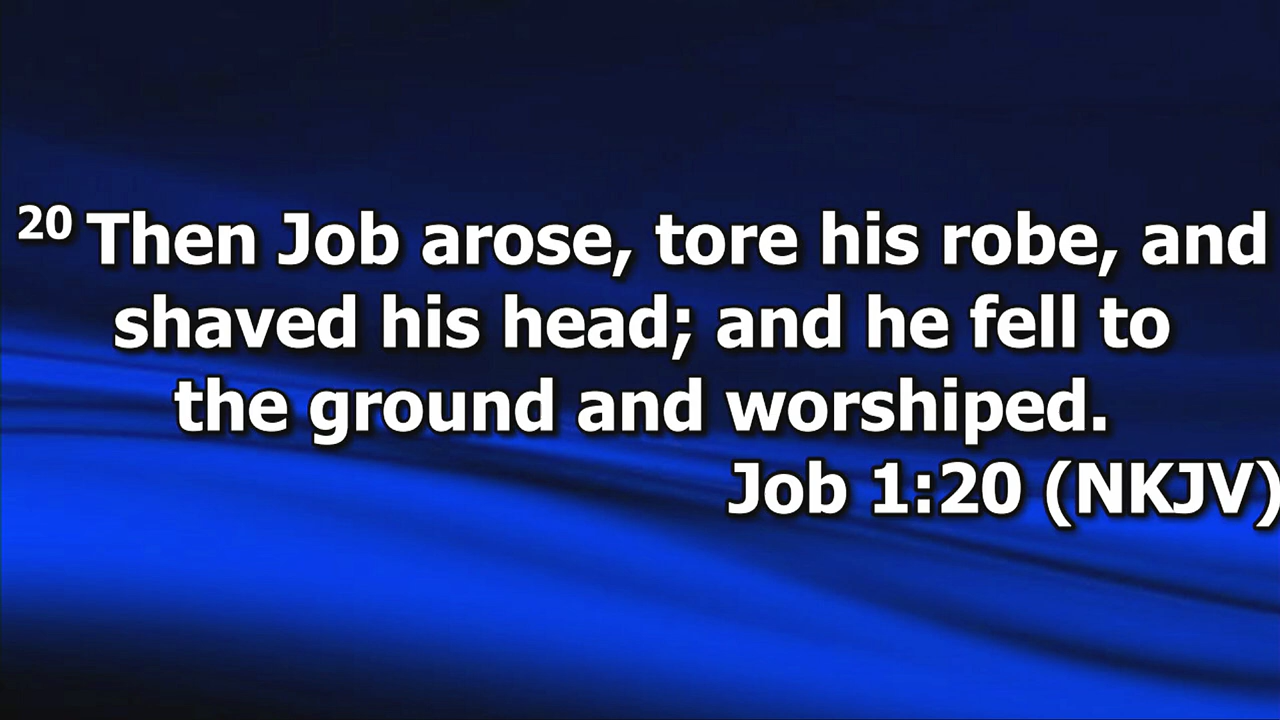 20 Then Job arose, tore his robe, and
shaved his head; and he fell to
the ground and worshiped.
Job 1:20 (NKJV)